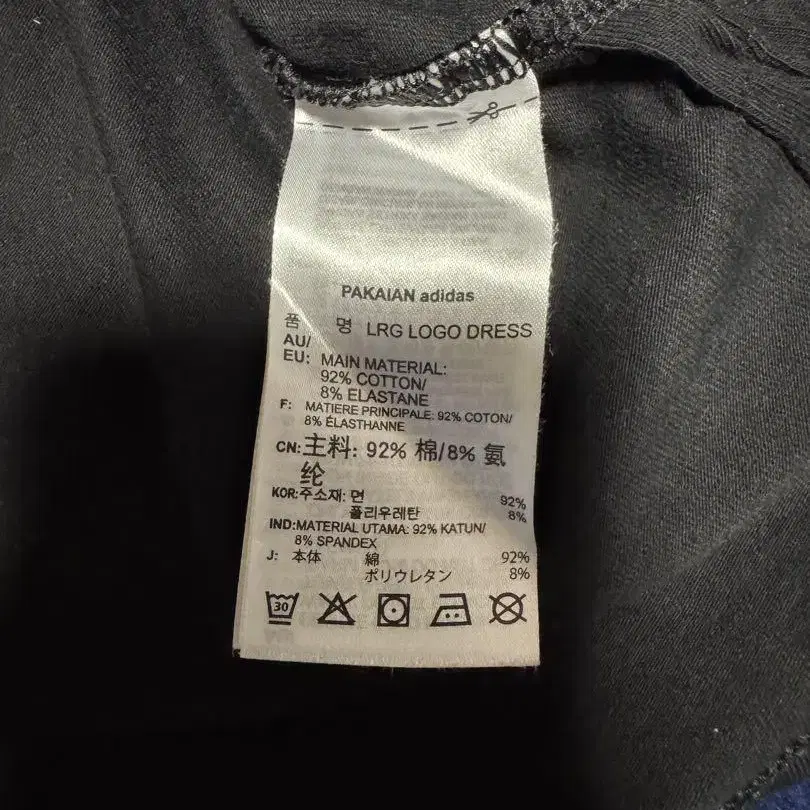 PAKAIAN adidas
품 명 LRG LOGO DRESS
AU/
EU: MAIN MATERIAL:
92% COTTON/
8% ELASTANE
F: MATIERE PRINCIPALE: 92% COTON/
8% ÉLASTHANNE
CN:主料: 92% 棉/8% 氨
纶
KOR:주소재: 면 92%
폴리우레탄 8%
IND:MATERIAL UTAMA: 92% KATUN/
8% SPANDEX
J: 本体 綿 92%
ポリウレタン 8%
30